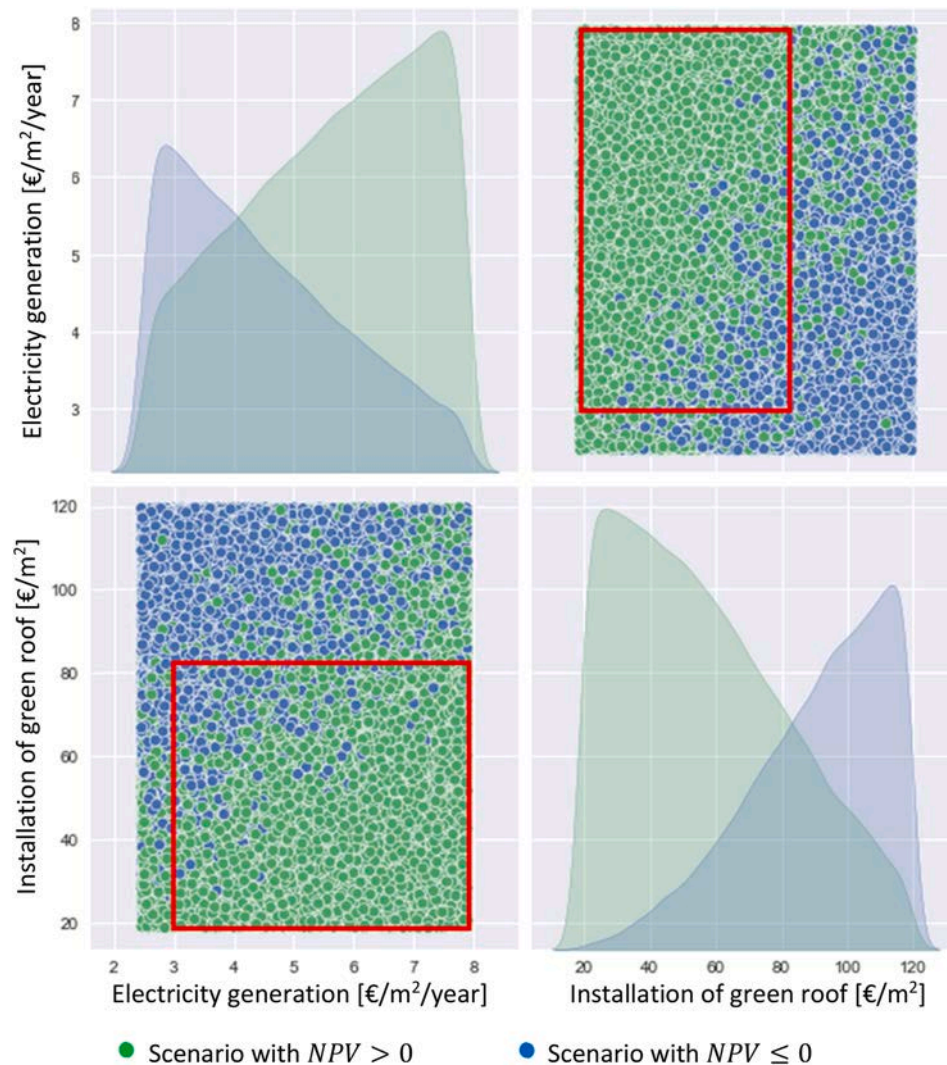 8
7
6
5
4
3
Electricity generation [€/m²/year]
120
100
80
60
40
20
Installation of green roof [€/m²]
2 3 4 5 6 7 8
20 40 60 80 100 120
Electricity generation [€/m²/year]
Installation of green roof [€/m²]
Scenario with NPV > 0
Scenario with NPV ≤ 0